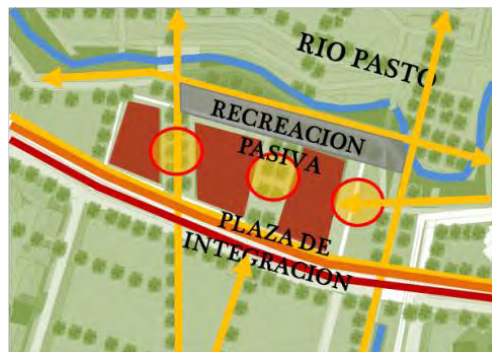 RIO PASTO
RECREACION
PASIVA
PLAZA DE
INTEGRACION